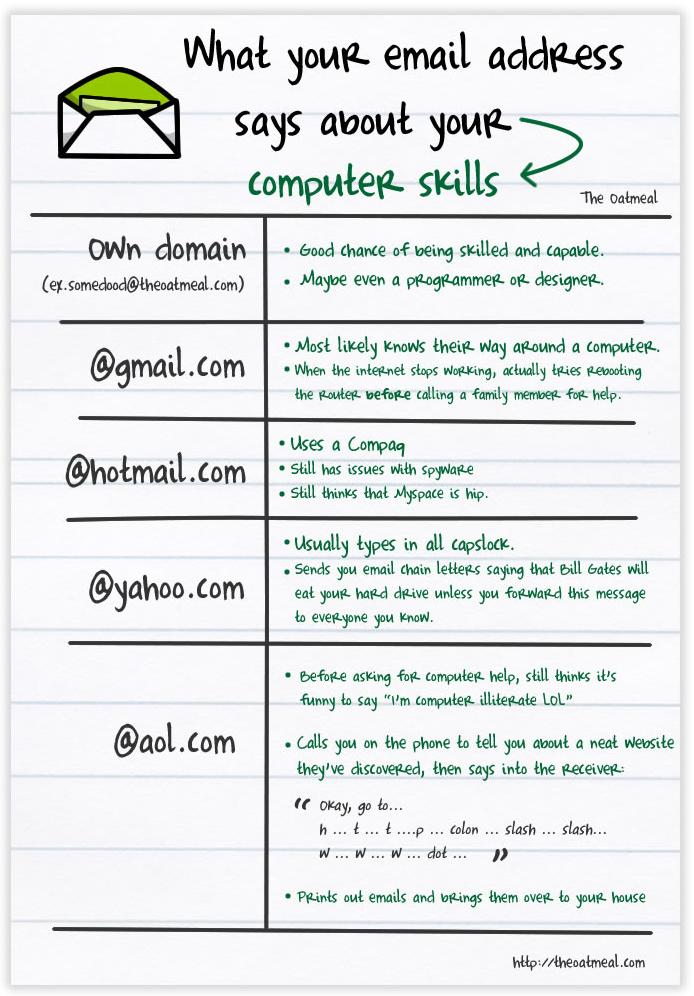 What your email address
says about your
computer skills
The Oatmeal
Own domain
(ex.somedood@theoatmeal.com)
• Good chance of being skilled and capable.
• Maybe even a programmer or designer.
@gmail.com
• Most likely knows their way around a computer.
• When the internet stops working, actually tries rebooting
the router before calling a family member for help.
@hotmail.com
• Uses a Compaq
• Still has issues with spyware
• Still thinks that Myspace is hip.
@yahoo.com
• Usually types in all capslock.
• Sends you email chain letters saying that Bill Gates will
eat your hard drive unless you forward this message
to everyone you know.
@aol.com
• Before asking for computer help, still thinks it's
funny to say "I'm computer illiterate LOL"
• Calls you on the phone to tell you about a neat website
they've discovered, then says into the receiver:
“ Okay, go to...
h ... t ... t ....p ... colon ... slash ... slash...
w ... w ... w ... dot ... ”
• Prints out emails and brings them over to your house
http://theoatmeal.com